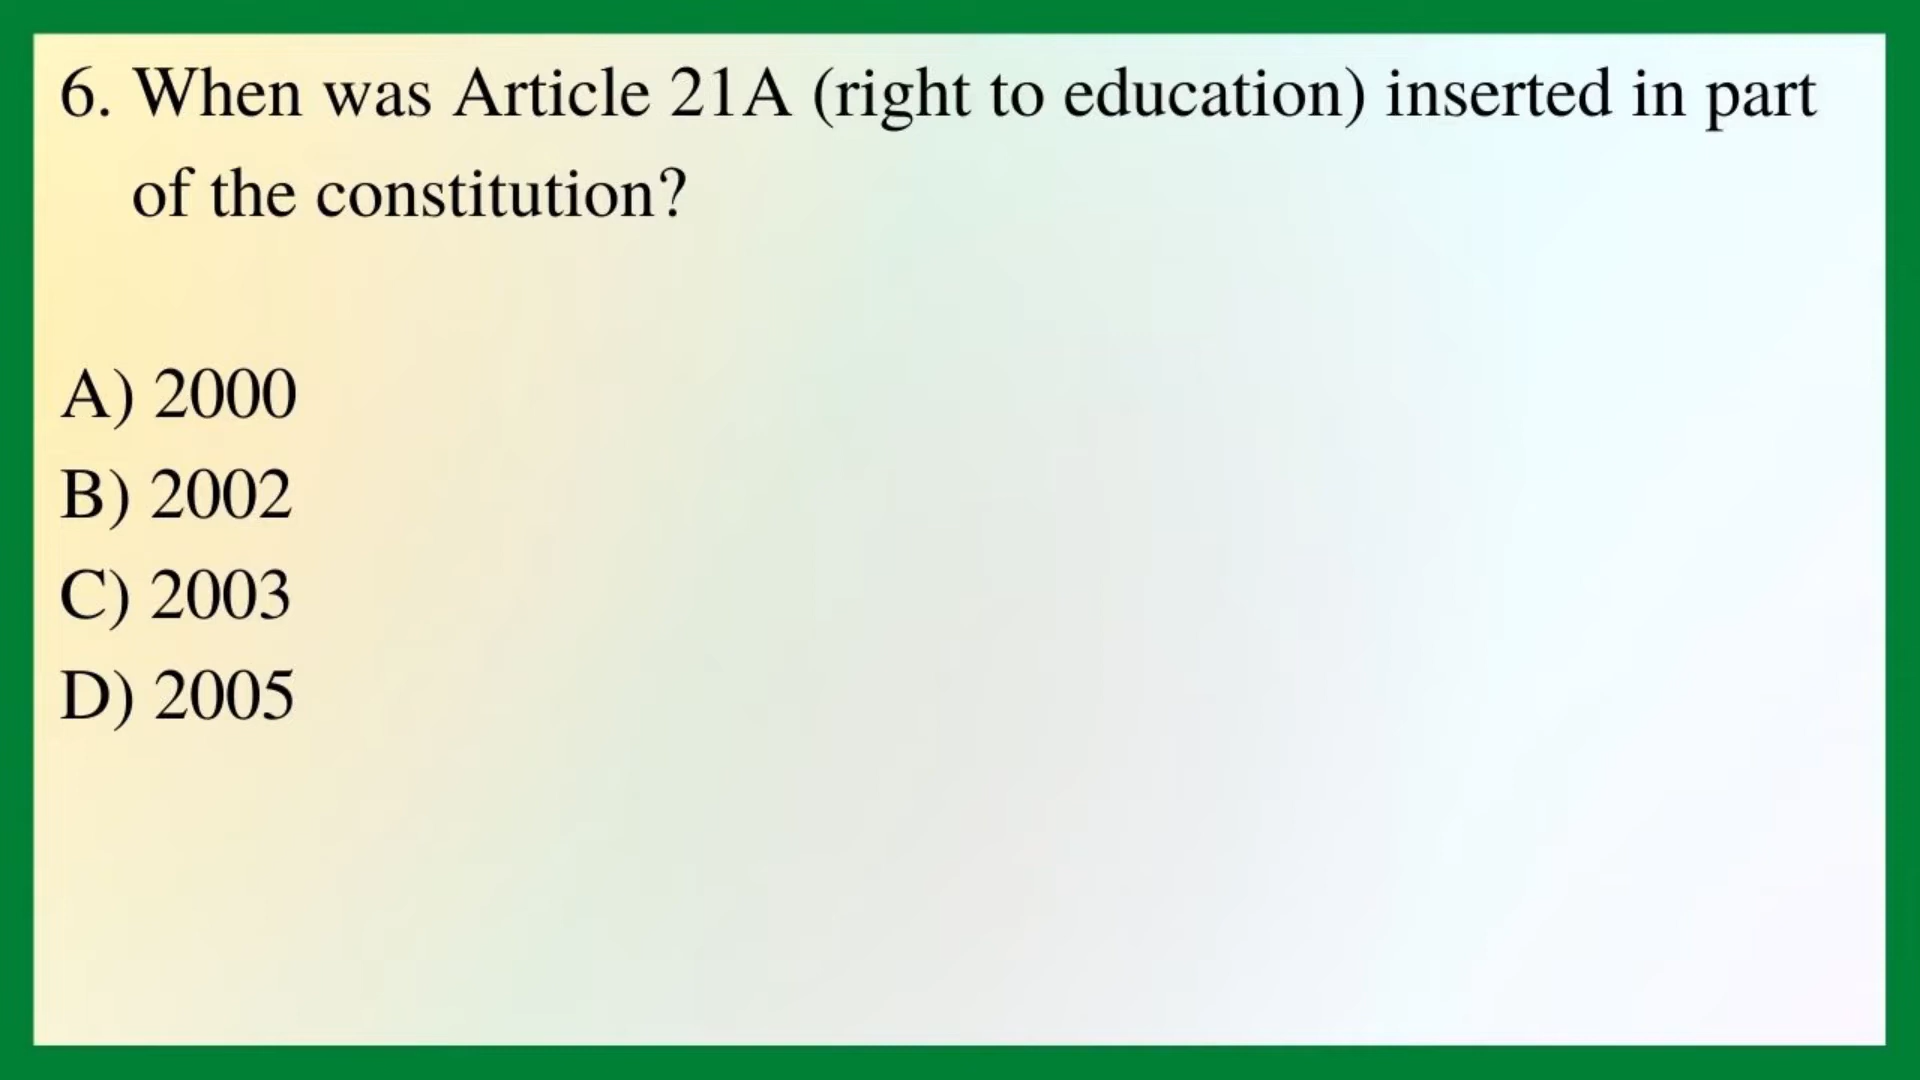 6. When was Article 21A (right to education) inserted in part
of the constitution?
A) 2000
B) 2002
C) 2003
D) 2005